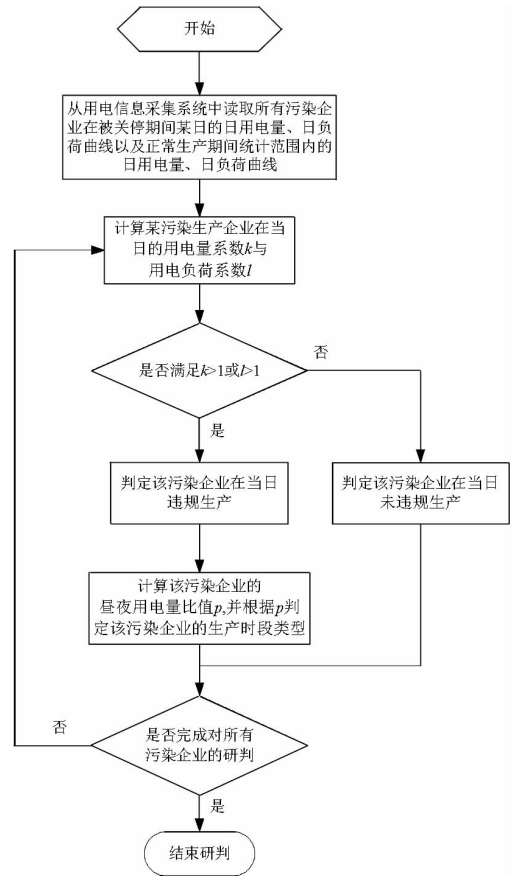 开始
从用电信息采集系统中读取所有污染企
业在被关停期间某日的日用电量、日负
荷曲线以及正常生产期间统计范围内的
日用电量、日负荷曲线
计算某污染生产企业在当
日的用电量系数k与
用电负荷系数l
是否满足k>1或l>1
否
是
判定该污染企业在当日
违规生产
判定该污染企业在当日
未违规生产
计算该污染企业的
昼夜用电量比值p,并根据p判
定该污染企业的生产时段类型
否
是否完成对所有
污染企业的研判
是
结束研判